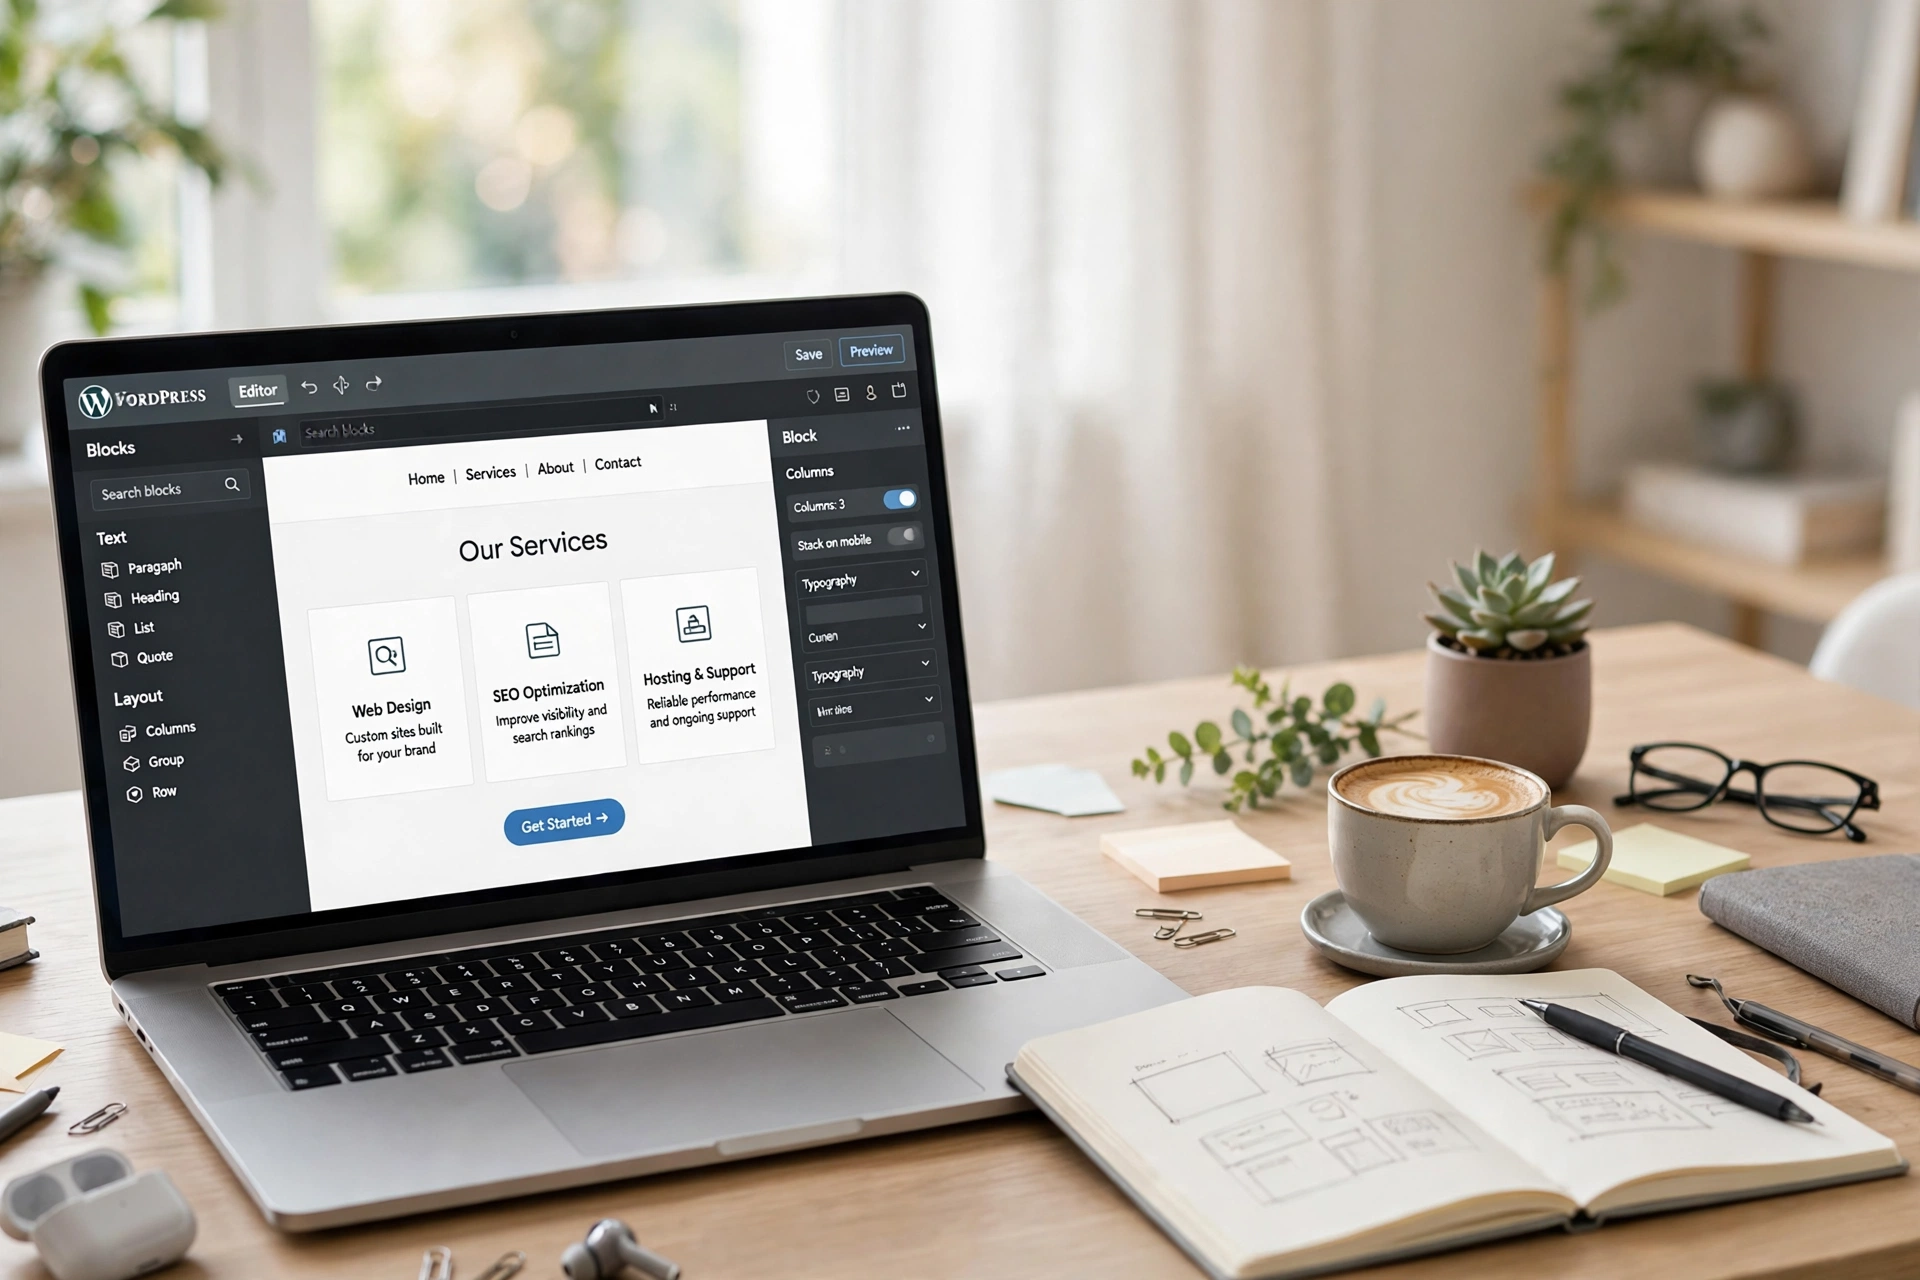 WORDPRESS
Editor
Save
Preview
Blocks
Search blocks
Search blocks
Text
Paragraph
Heading
List
Quote
Layout
Columns
Group
Row
Home | Services | About | Contact
Our Services
Web Design
Custom sites built
for your brand
SEO Optimization
Improve visibility and
search rankings
Hosting & Support
Reliable performance
and ongoing support
Get Started →
Block
Columns
Columns: 3
Stack on mobile
Typography
Cunen
Typography
Q W E R T Y U I O P
A S D F G H J K L
Z X C V B N M